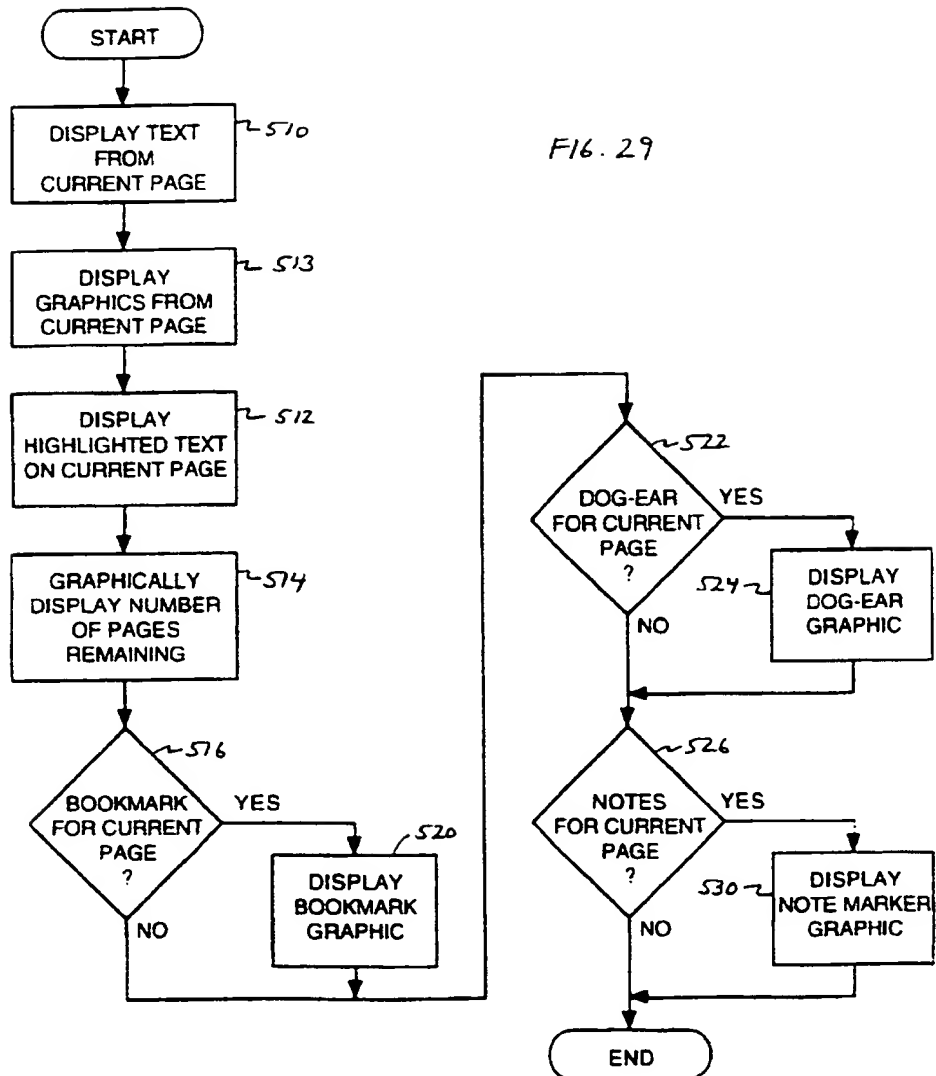 START
DISPLAY TEXT
FROM
CURRENT PAGE
510
FIG. 29
DISPLAY
GRAPHICS FROM
CURRENT PAGE
513
DISPLAY
HIGHLIGHTED TEXT
ON CURRENT PAGE
512
GRAPHICALLY
DISPLAY NUMBER
OF PAGES
REMAINING
514
516
BOOKMARK
FOR CURRENT
PAGE
?
YES
NO
520
DISPLAY
BOOKMARK
GRAPHIC
522
DOG-EAR
FOR CURRENT
PAGE
?
YES
NO
524
DISPLAY
DOG-EAR
GRAPHIC
526
NOTES
FOR CURRENT
PAGE
?
YES
NO
530
DISPLAY
NOTE MARKER
GRAPHIC
END